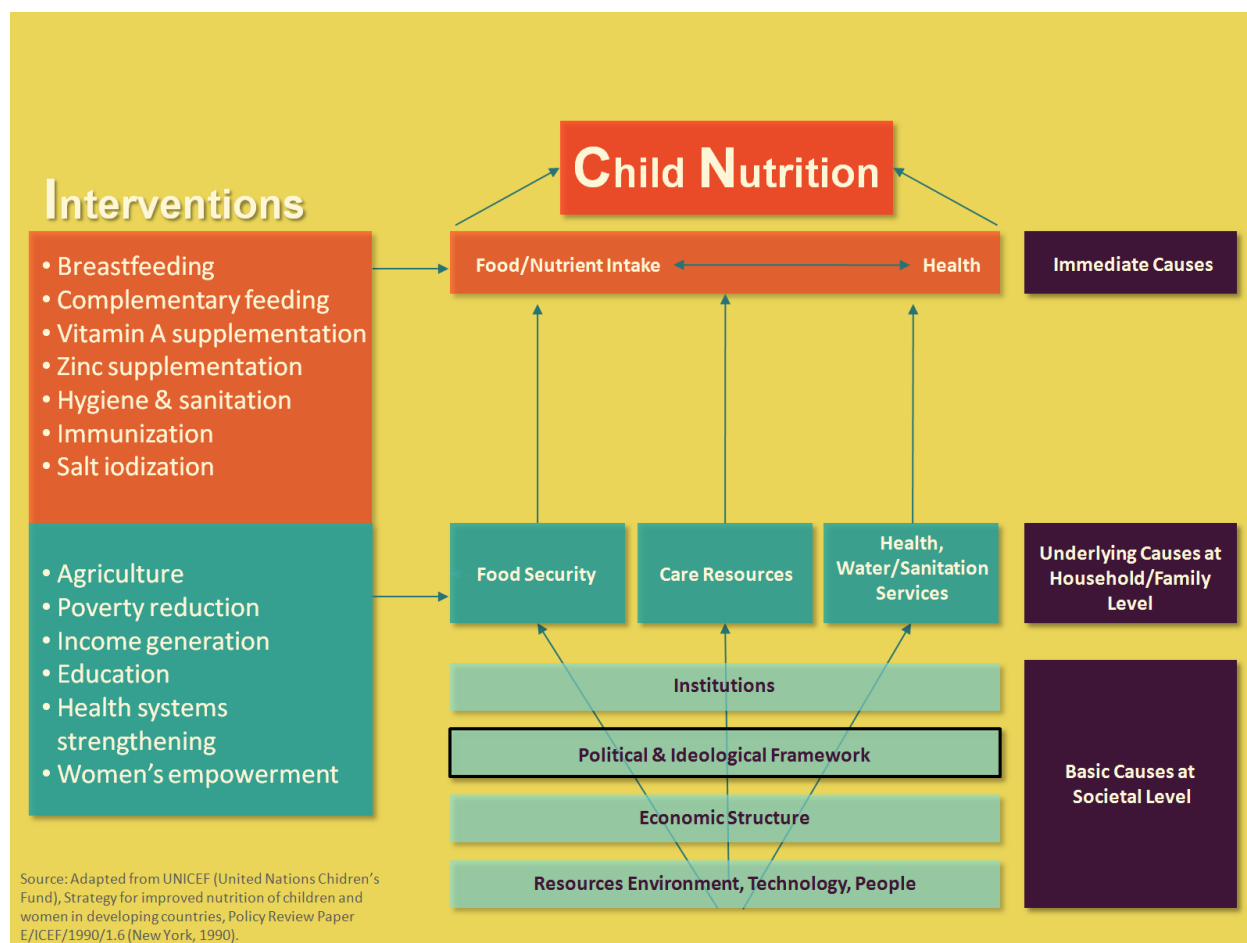 Child Nutrition
Interventions
• Breastfeeding
• Complementary feeding
• Vitamin A supplementation
• Zinc supplementation
• Hygiene & sanitation
• Immunization
• Salt iodization
Food/Nutrient Intake
Health
Immediate Causes
• Agriculture
• Poverty reduction
• Income generation
• Education
• Health systems
strengthening
• Women's empowerment
Food Security
Care Resources
Health,
Water/Sanitation
Services
Underlying Causes at
Household/Family
Level
Institutions
Political & Ideological Framework
Economic Structure
Resources Environment, Technology, People
Basic Causes at
Societal Level
Source: Adapted from UNICEF (United Nations Chidren's
Fund), Strategy for improved nutrition of children and
women in developing countries, Policy Review Paper
E/ICEF/1990/1.6 (New York, 1990).